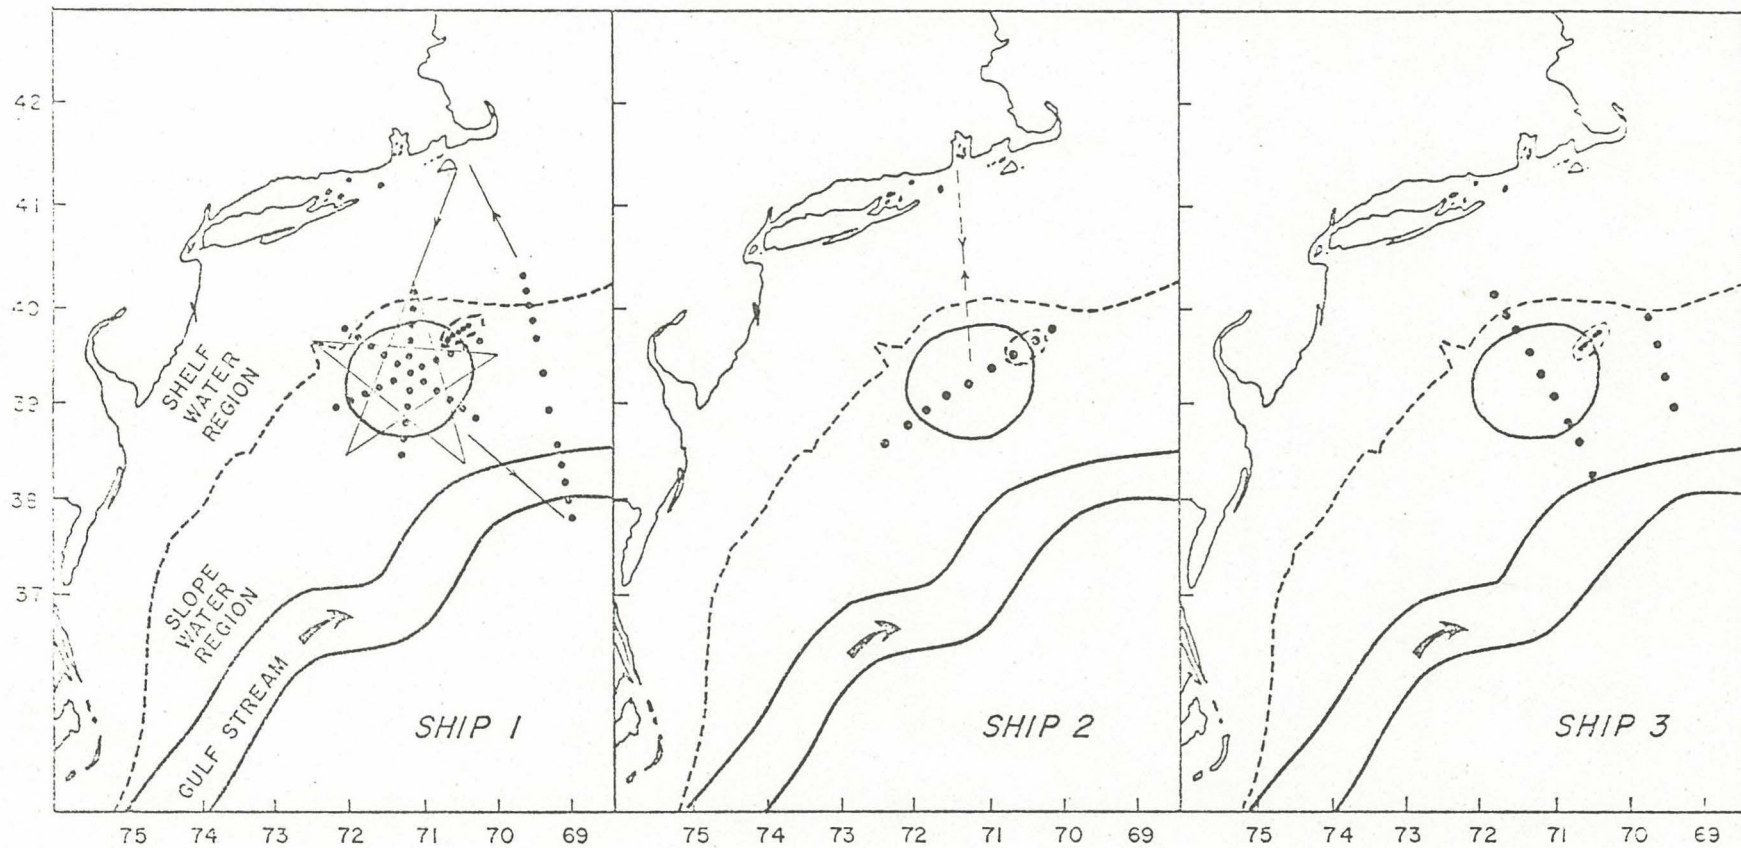 42
41
40
39
38
37
SHELF
WATER
REGION
SLOPE
WATER
REGION
GULF STREAM
SHIP 1
75 74 73 72 71 70 69
SHIP 2
75 74 73 72 71 70 69
SHIP 3
75 74 73 72 71 70 69